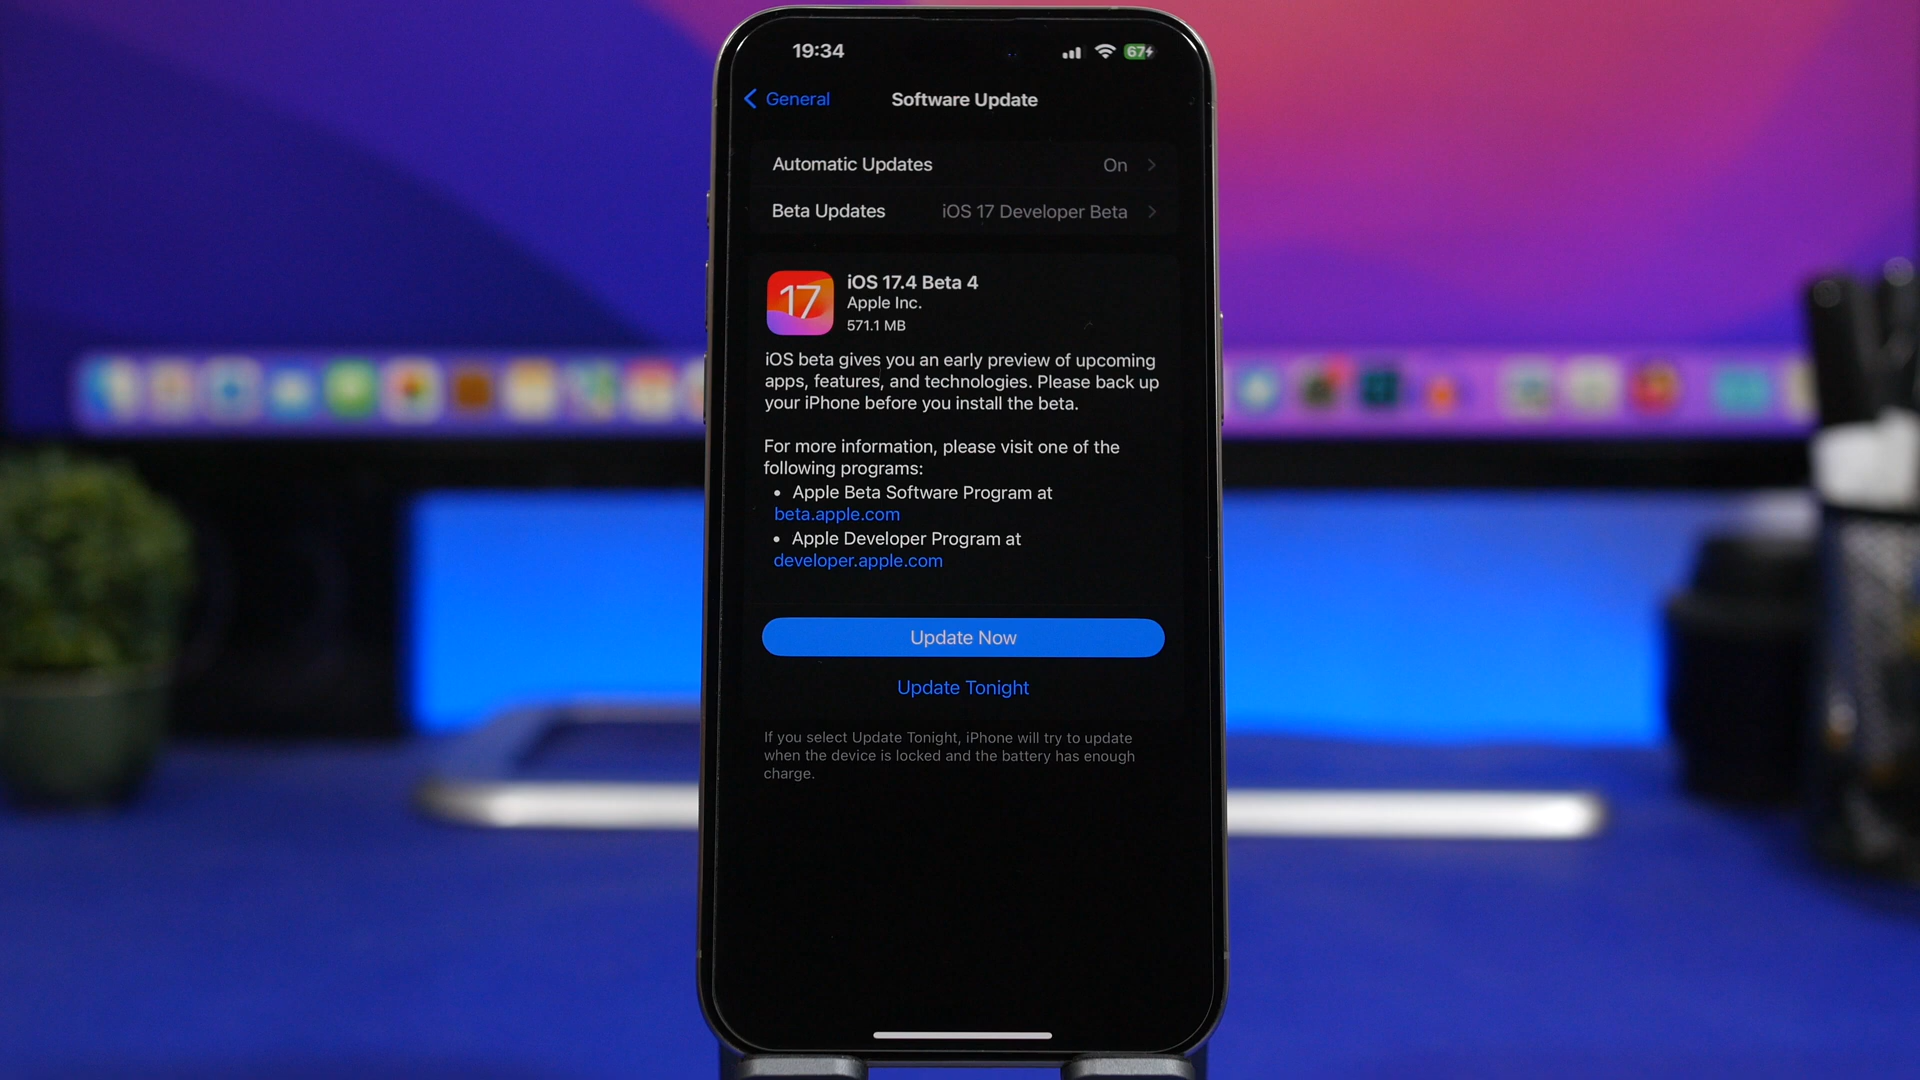 19:34
67
General
Software Update
Automatic Updates
On
Beta Updates
iOS 17 Developer Beta
17
iOS 17.4 Beta 4
Apple Inc.
571.1 MB
iOS beta gives you an early preview of upcoming
apps, features, and technologies. Please back up
your iPhone before you install the beta.
For more information, please visit one of the
following programs:
• Apple Beta Software Program at
beta.apple.com
• Apple Developer Program at
developer.apple.com
Update Now
Update Tonight
If you select Update Tonight, iPhone will try to update
when the device is locked and the battery has enough
charge.